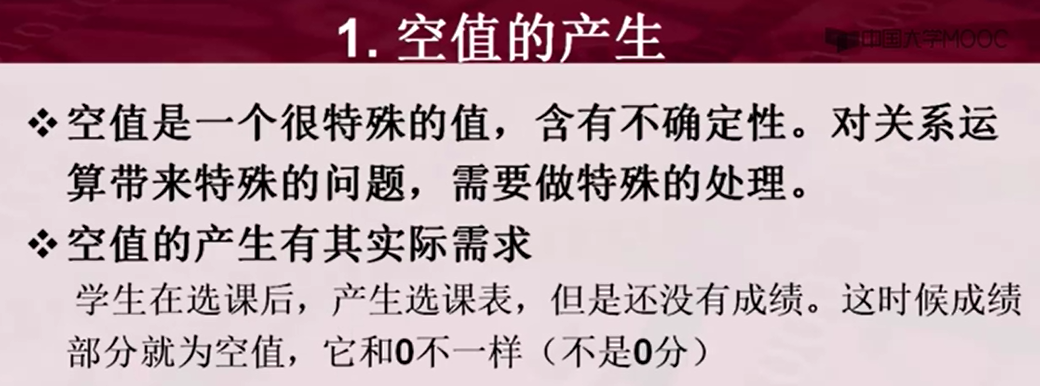 1. 空值的产生
中国大学MOOC
❖空值是一个很特殊的值，含有不确定性。对关系运
算带来特殊的问题，需要做特殊的处理。
❖空值的产生有其实际需求
学生在选课后，产生选课表，但是还没有成绩。这时候成绩
部分就为空值，它和0不一样（不是0分）